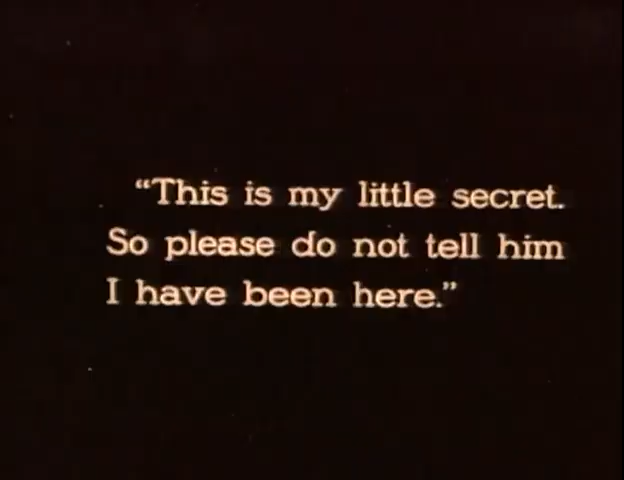 “This is my little secret.
So please do not tell him
I have been here.”